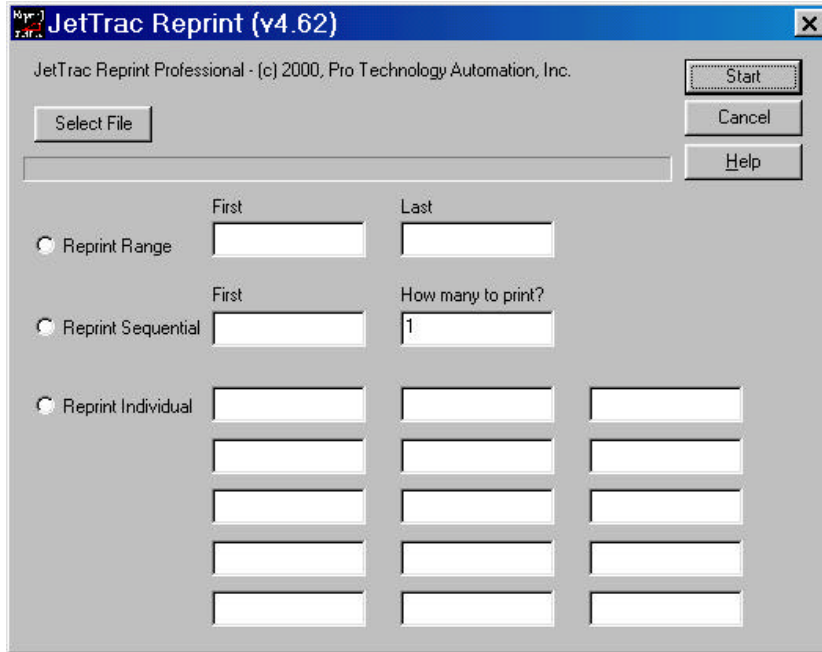 JetTrac Reprint (v4.62)
JetTrac Reprint Professional - (c) 2000, Pro Technology Automation, Inc.
Start
Select File
Cancel
Help
First Last
Reprint Range
First How many to print?
Reprint Sequential 1
Reprint Individual